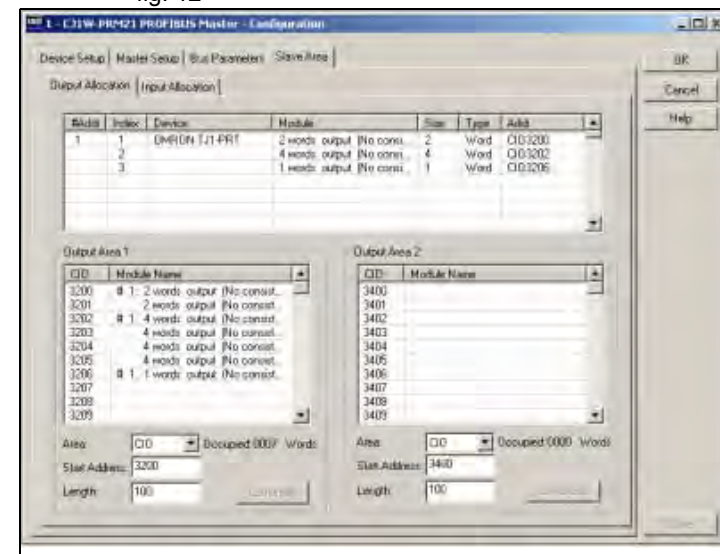 fig. 12
1 - CJ1W-PRM21 PROFIBUS Master - Configuration
Device Setup Master Setup Bus Parameters Slave Area
OK
Output Allocation Input Allocation
Cancel
Help
#Addr Index Device Module Size Type Addr
1 1 OMRON TJ1-PRT 2 words output (No consi... 2 Word CIO3200
2 4 words output (No consi... 4 Word CIO3202
3 1 words output (No consi... 1 Word CIO3206
Output Area 1
Output Area 2
CIO Module Name
CIO Module Name
3200 # 1: 2 words output (No consist...
3201 2 words output (No consist...
3202 # 1: 4 words output (No consist...
3203 4 words output (No consist...
3204 4 words output (No consist...
3205 4 words output (No consist...
3206 # 1: 1 words output (No consist...
3207
3208
3209
3400
3401
3402
3403
3404
3405
3406
3407
3408
3409
Area: CIO Occupied:0007 Words
Start Address: 3200
Length: 100
Area: CIO Occupied:0000 Words
Start Address: 3400
Length: 100